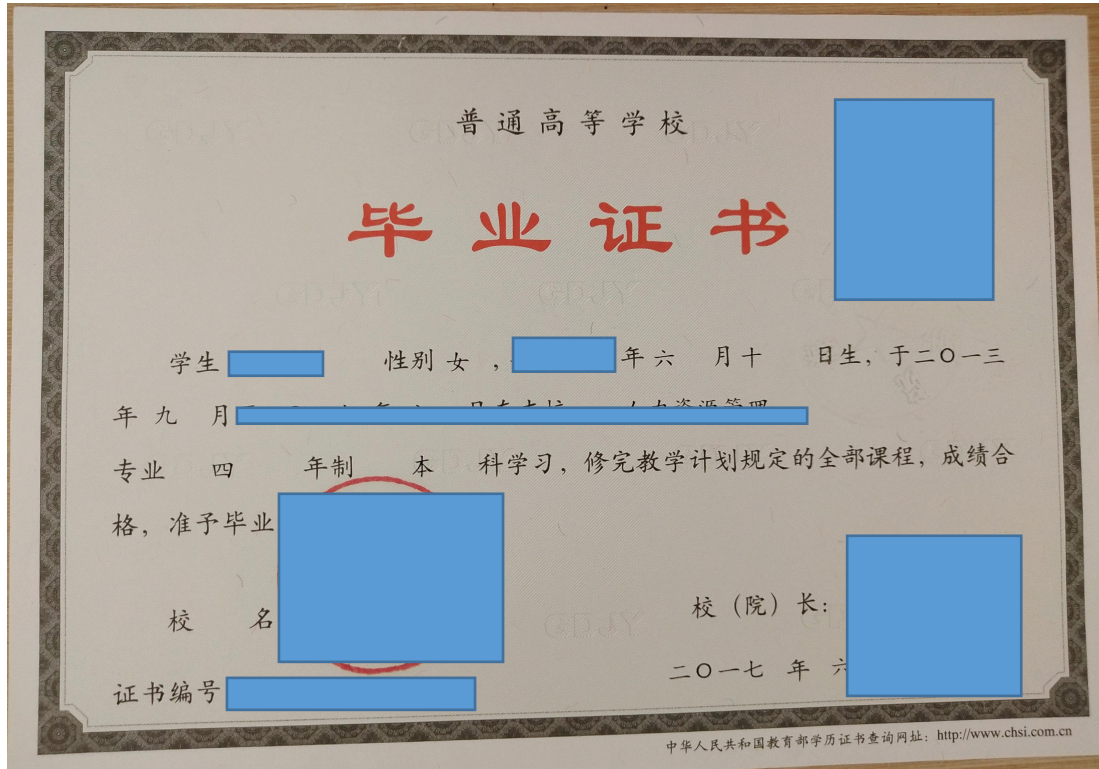 普通高等学校
毕业证书
学生 性别 女 , 年 六 月 十 日生，于二〇一三
年 九 月
专业 四 年制 本 科学习，修完教学计划规定的全部课程，成绩合
格，准予毕业
校 名
校（院）长：
二〇一七 年 六
证书编号
中华人民共和国教育部学历证书查询网址：http://www.chsi.com.cn